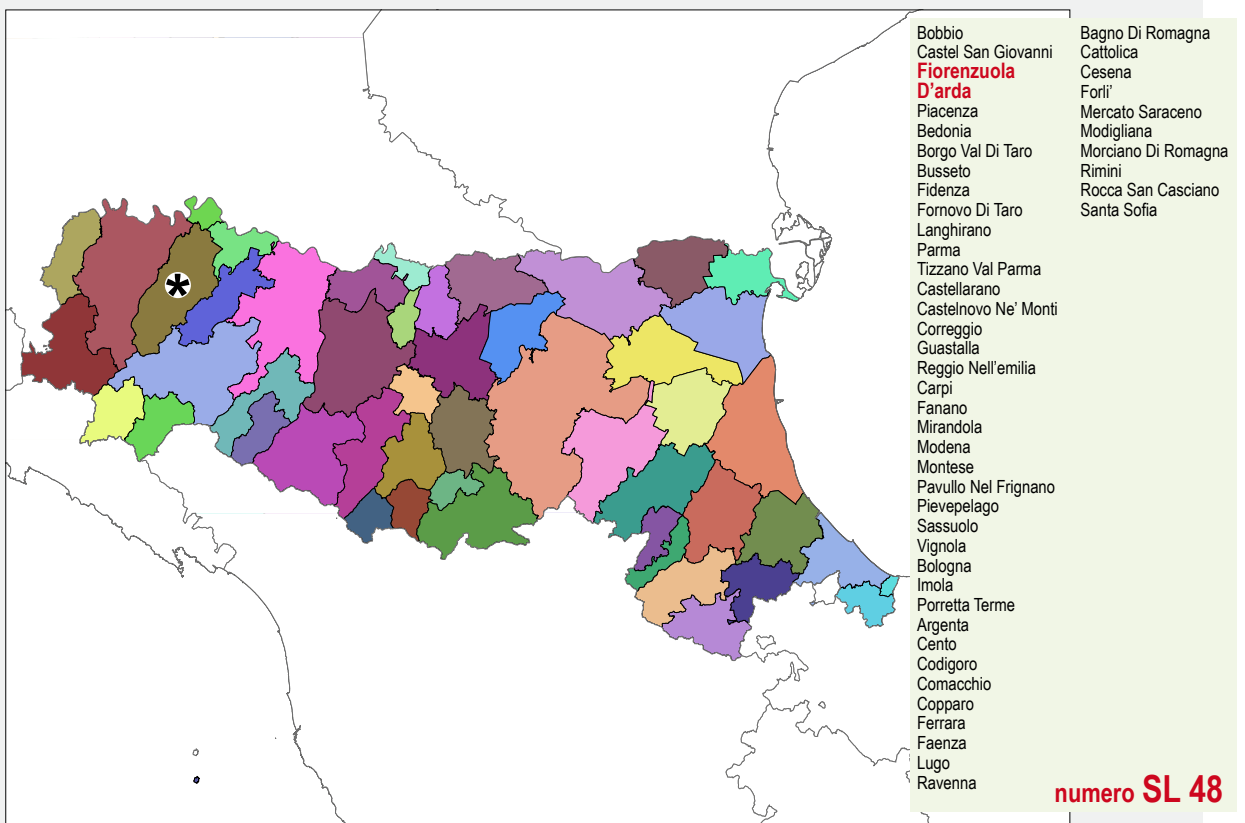 *
Bobbio
Castel San Giovanni
Fiorenzuola
D'arda
Piacenza
Bedonia
Borgo Val Di Taro
Busseto
Fidenza
Fornovo Di Taro
Langhirano
Parma
Tizzano Val Parma
Castellarano
Castelnovo Ne' Monti
Correggio
Guastalla
Reggio Nell'emilia
Carpi
Fanano
Mirandola
Modena
Montese
Pavullo Nel Frignano
Pievepelago
Sassuolo
Vignola
Bologna
Imola
Porretta Terme
Argenta
Cento
Codigoro
Comacchio
Copparo
Ferrara
Faenza
Lugo
Ravenna
Bagno Di Romagna
Cattolica
Cesena
Forli'
Mercato Saraceno
Modigliana
Morciano Di Romagna
Rimini
Rocca San Casciano
Santa Sofia
numero SL 48